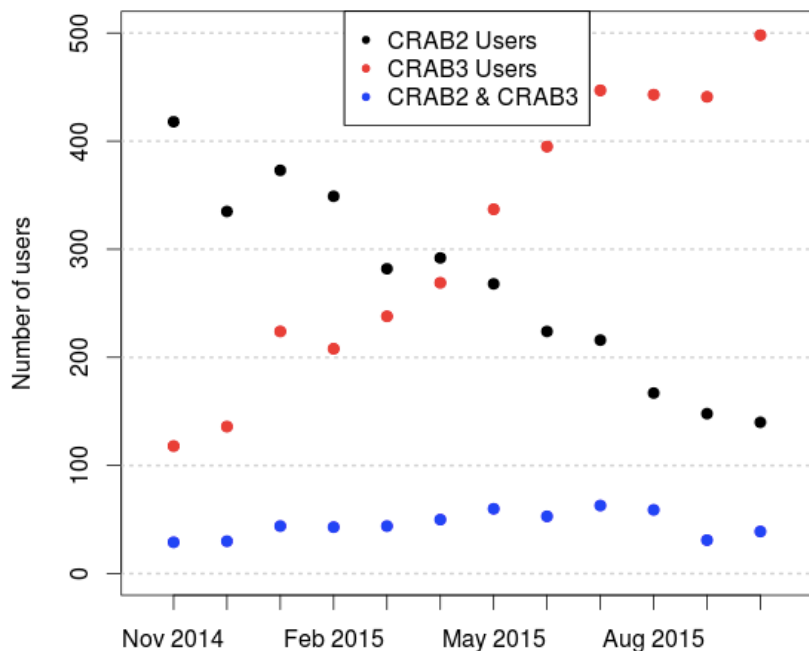 CRAB2 Users
CRAB3 Users
CRAB2 & CRAB3
Number of users
500
400
300
200
100
0
Nov 2014 Feb 2015 May 2015 Aug 2015